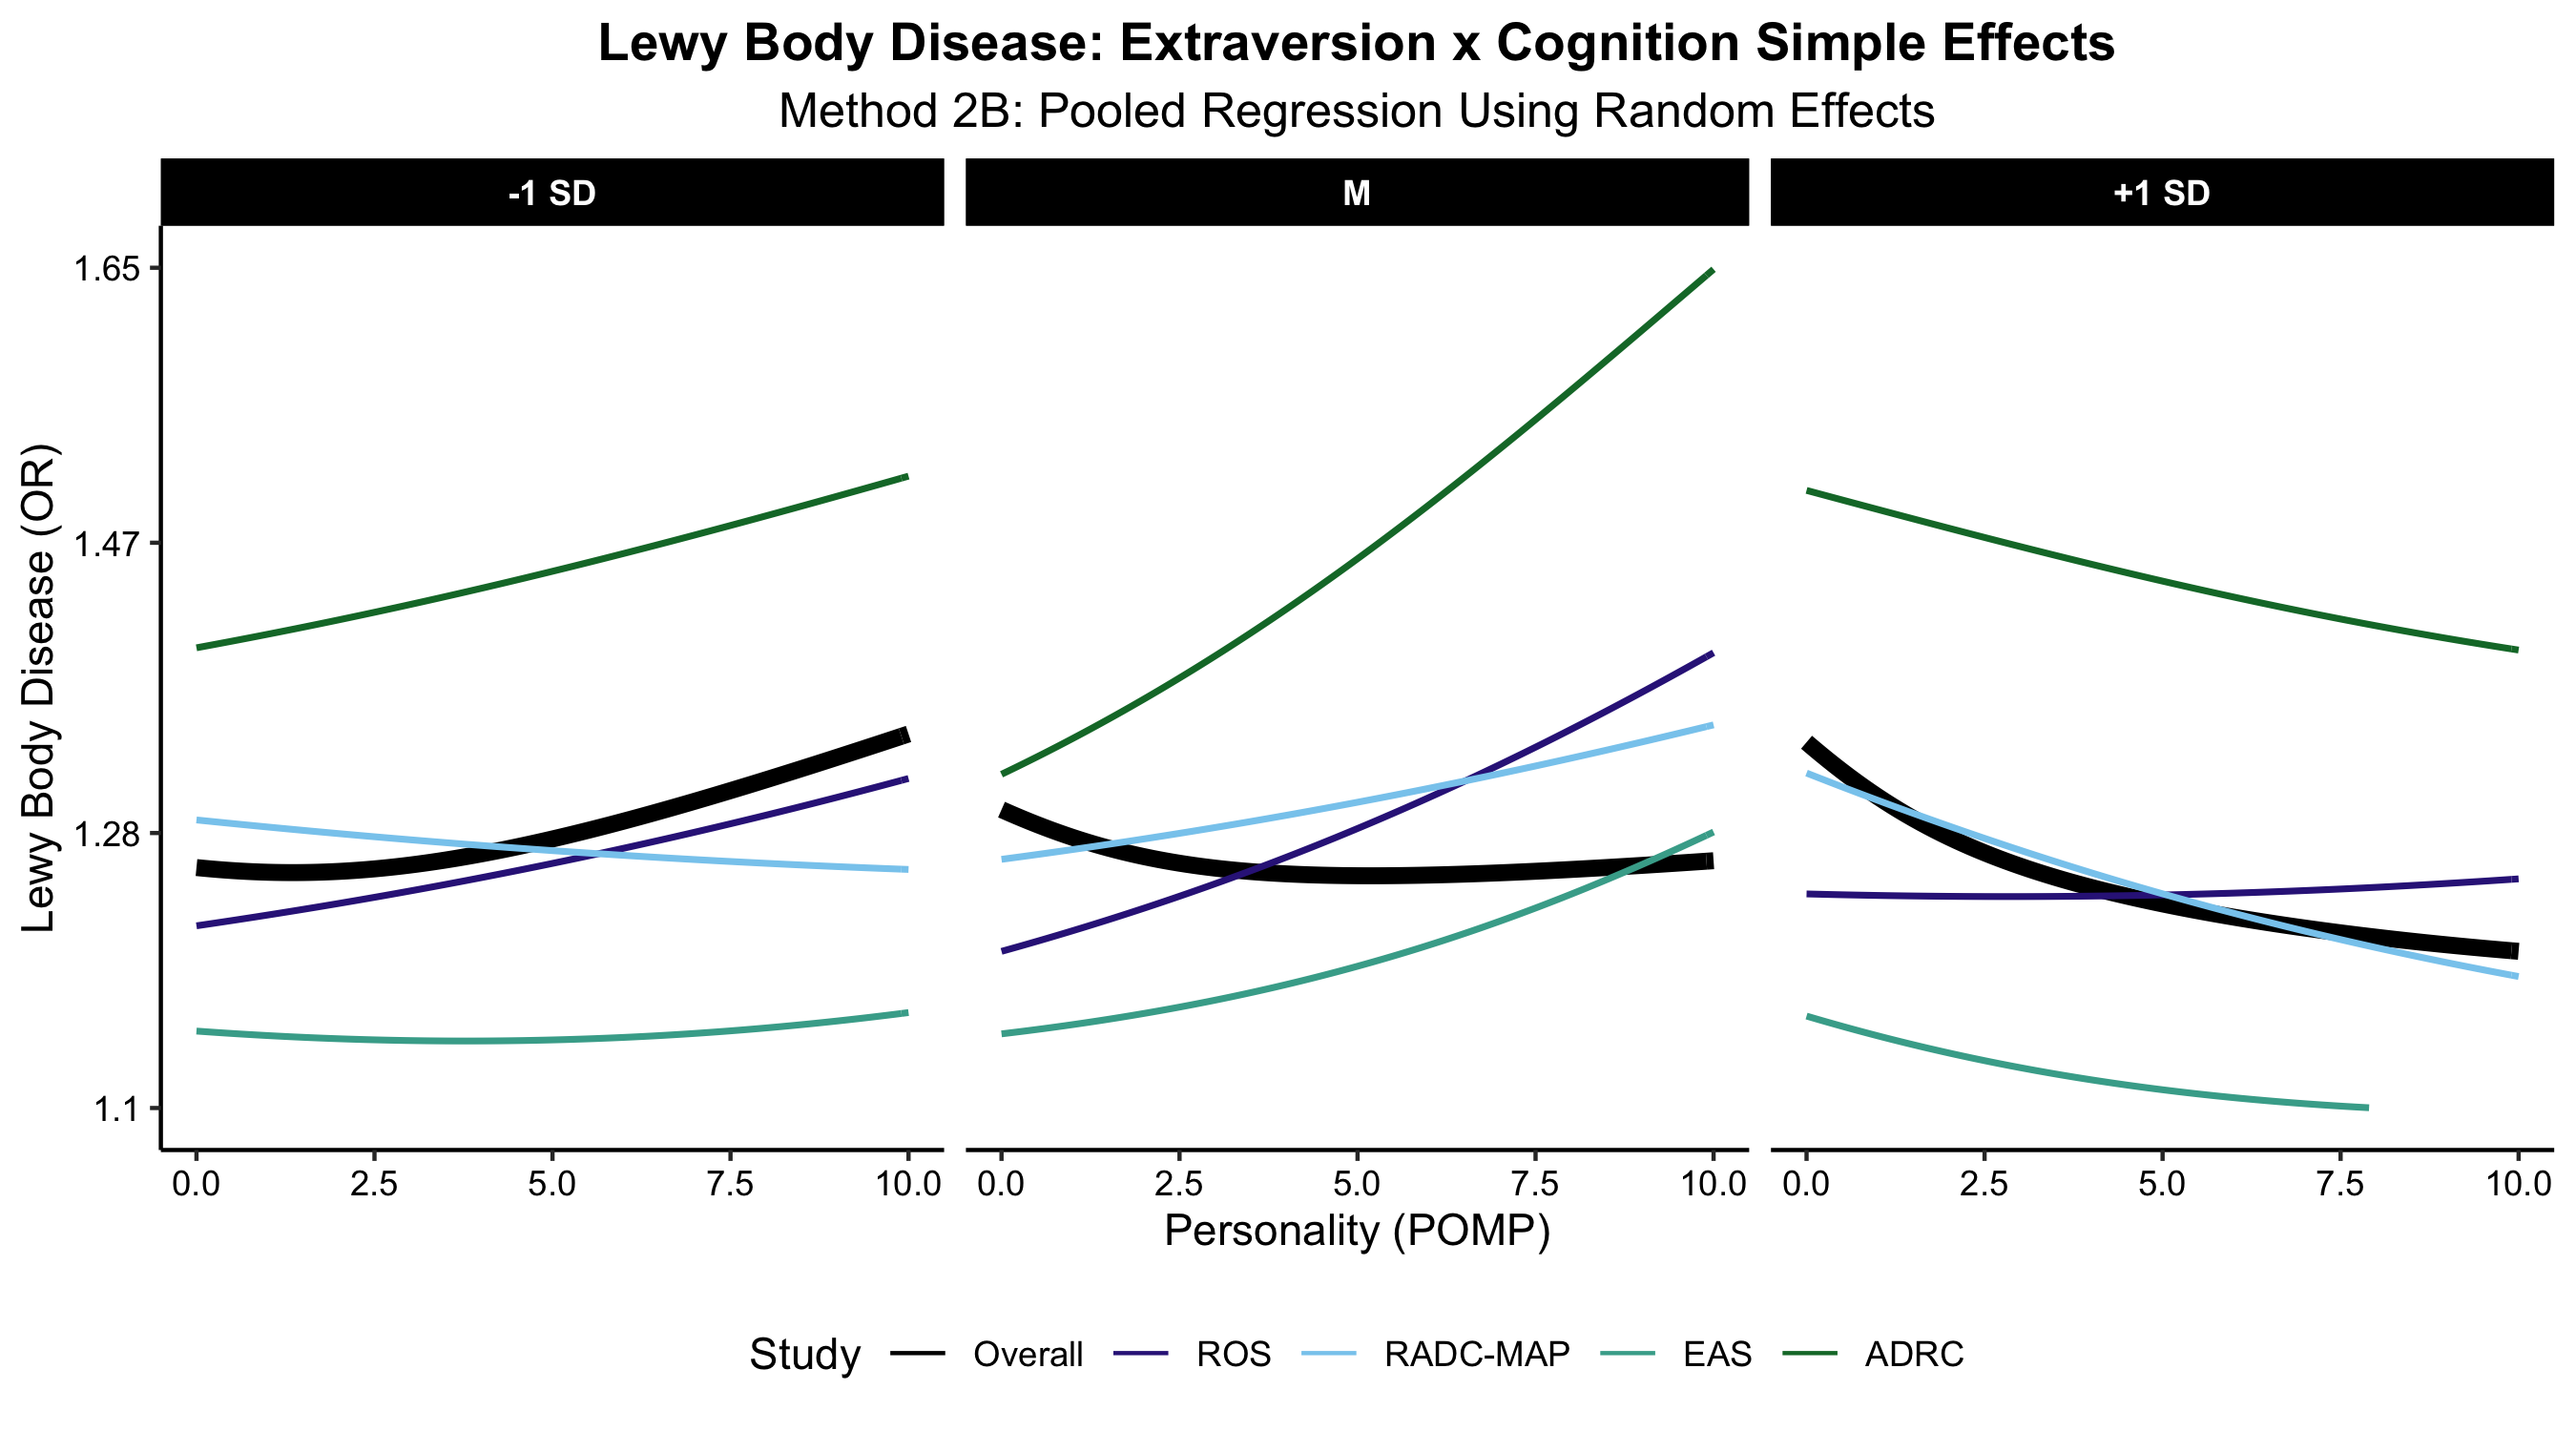 Lewy Body Disease: Extraversion x Cognition Simple Effects
Method 2B: Pooled Regression Using Random Effects
-1 SD M +1 SD
Lewy Body Disease (OR)
1.65
1.47
1.28
1.1
0.0 2.5 5.0 7.5 10.0 0.0 2.5 5.0 7.5 10.0 0.0 2.5 5.0 7.5 10.0
Personality (POMP)
Study Overall ROS RADC-MAP EAS ADRC